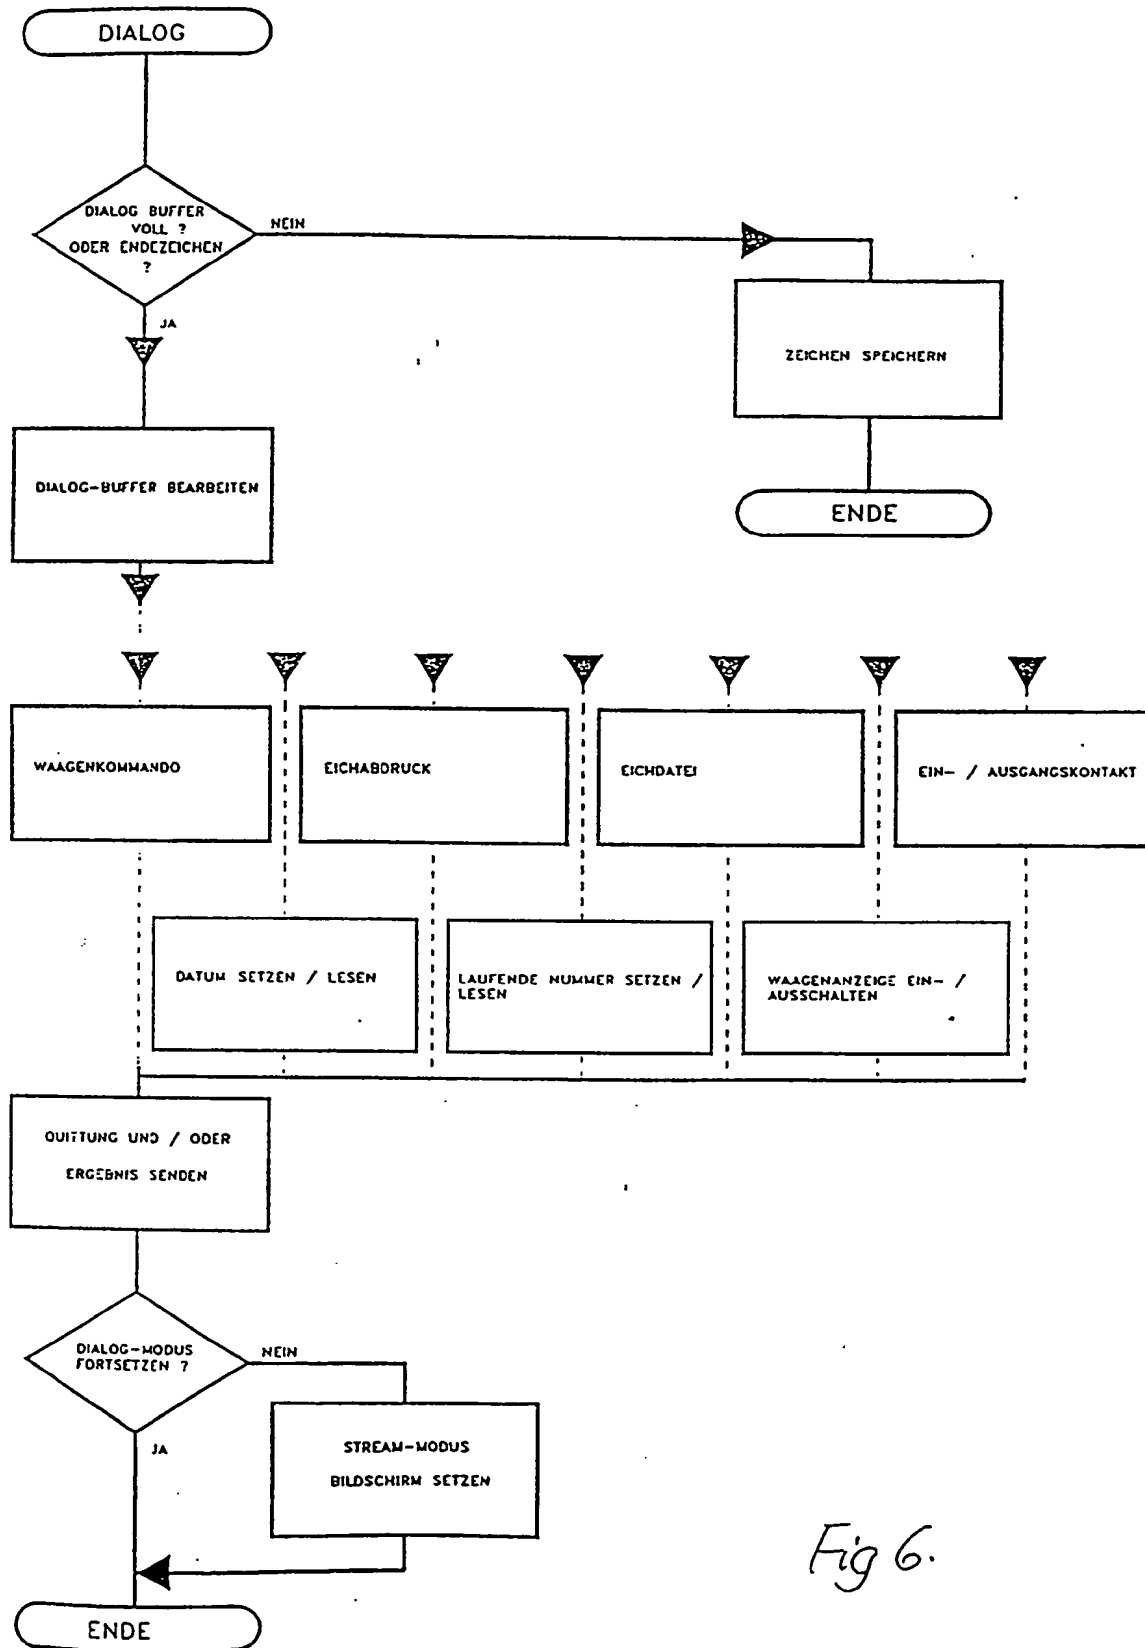 DIALOG
DIALOG BUFFER
VOLL ?
ODER ENDEZEICHEN
?
NEIN
JA
ZEICHEN SPEICHERN
DIALOG-BUFFER BEARBEITEN
ENDE
WAAGENKOMMANDO
EICHABDRUCK
EICHDATEI
EIN- / AUSGANGSKONTAKT
DATUM SETZEN / LESEN
LAUFENDE NUMMER SETZEN /
LESEN
WAAGENANZEIGE EIN- /
AUSSCHALTEN
QUITTUNG UND / ODER
ERGEBNIS SENDEN
DIALOG-MODUS
FORTSETZEN ?
NEIN
JA
STREAM-MODUS
BILDSCHIRM SETZEN
ENDE
Fig 6.